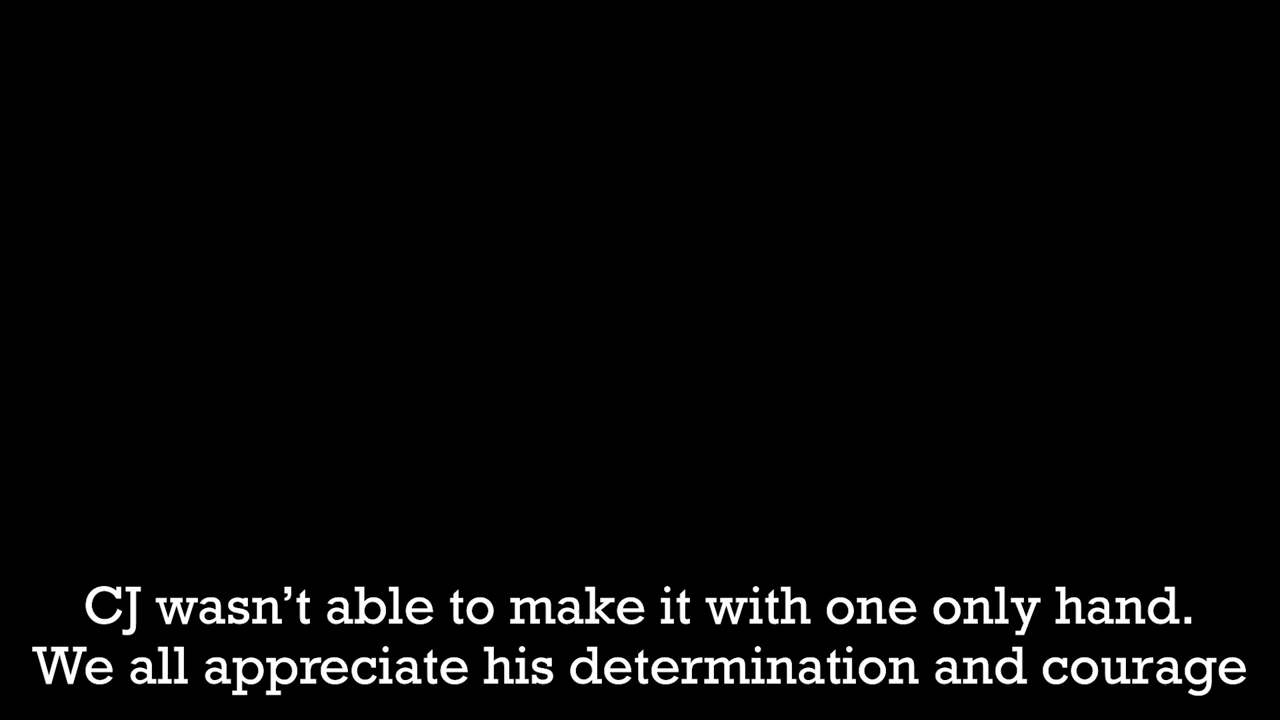 CJ wasn’t able to make it with one only hand.
We all appreciate his determination and courage